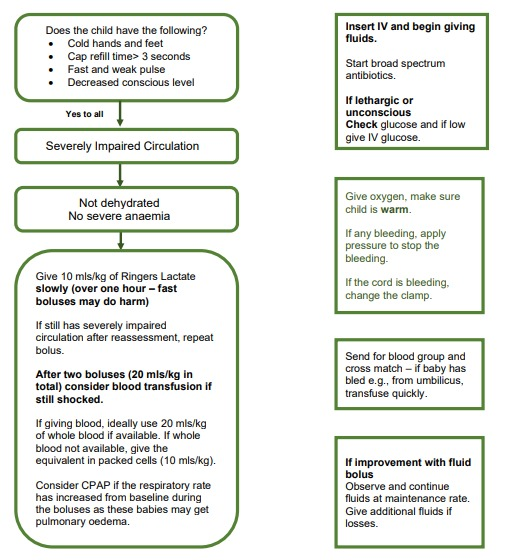 Does the child have the following?
• Cold hands and feet
• Cap refill time> 3 seconds
• Fast and weak pulse
• Decreased conscious level
Yes to all
Severely Impaired Circulation
Not dehydrated
No severe anaemia
Give 10 mls/kg of Ringers Lactate
slowly (over one hour – fast
boluses may do harm)
If still has severely impaired
circulation after reassessment, repeat
bolus.
After two boluses (20 mls/kg in
total) consider blood transfusion if
still shocked.
If giving blood, ideally use 20 mls/kg
of whole blood if available. If whole
blood not available, give the
equivalent in packed cells (10 mls/kg).
Consider CPAP if the respiratory rate
has increased from baseline during
the boluses as these babies may get
pulmonary oedema.
Insert IV and begin giving
fluids.
Start broad spectrum
antibiotics.
If lethargic or
unconscious
Check glucose and if low
give IV glucose.
Give oxygen, make sure
child is warm.
If any bleeding, apply
pressure to stop the
bleeding.
If the cord is bleeding,
change the clamp.
Send for blood group and
cross match – if baby has
bled e.g., from umbilicus,
transfuse quickly.
If improvement with fluid
bolus
Observe and continue
fluids at maintenance rate.
Give additional fluids if
losses.